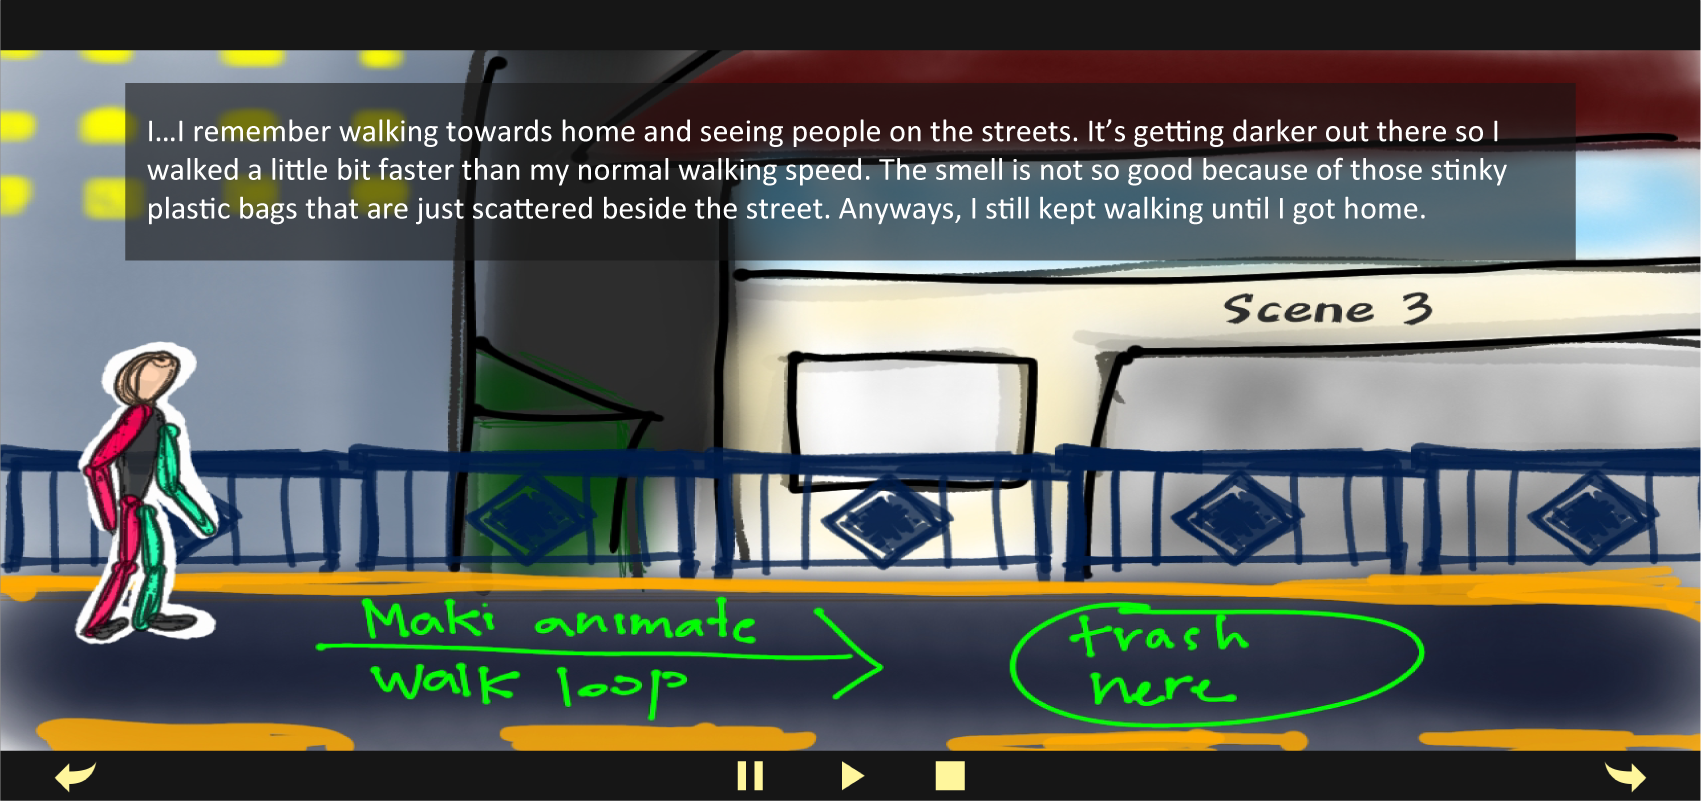 I...I remember walking towards home and seeing people on the streets. It’s getting darker out there so I
walked a little bit faster than my normal walking speed. The smell is not so good because of those stinky
plastic bags that are just scattered beside the street. Anyways, I still kept walking until I got home.
Scene 3
Maki animate
Walk loop
trash
here